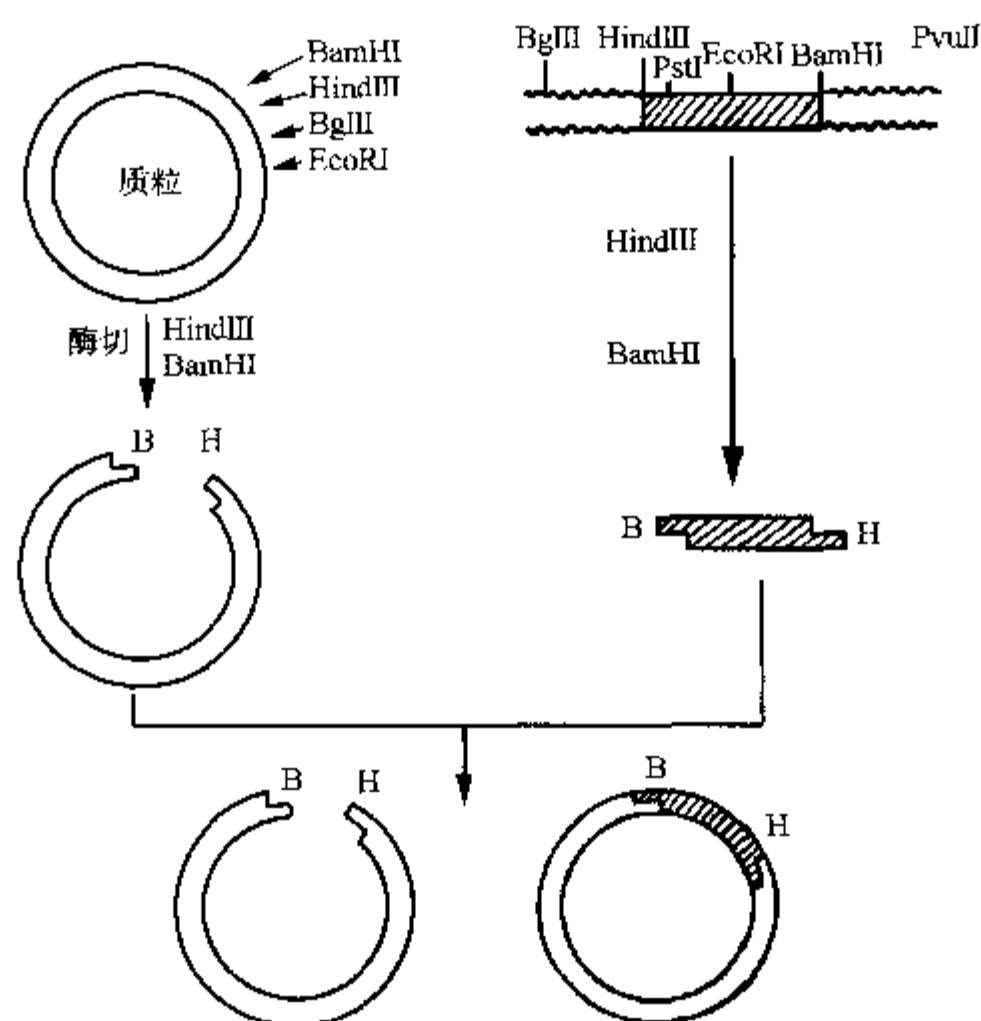 BamHI
HindIII
BglII
EcoRI
质粒
BglII HindIII PvuII
PstI EcoRI BamHI
酶切 HindIII
BamHI
HindIII
BamHI
B H
B H
B H
B
H